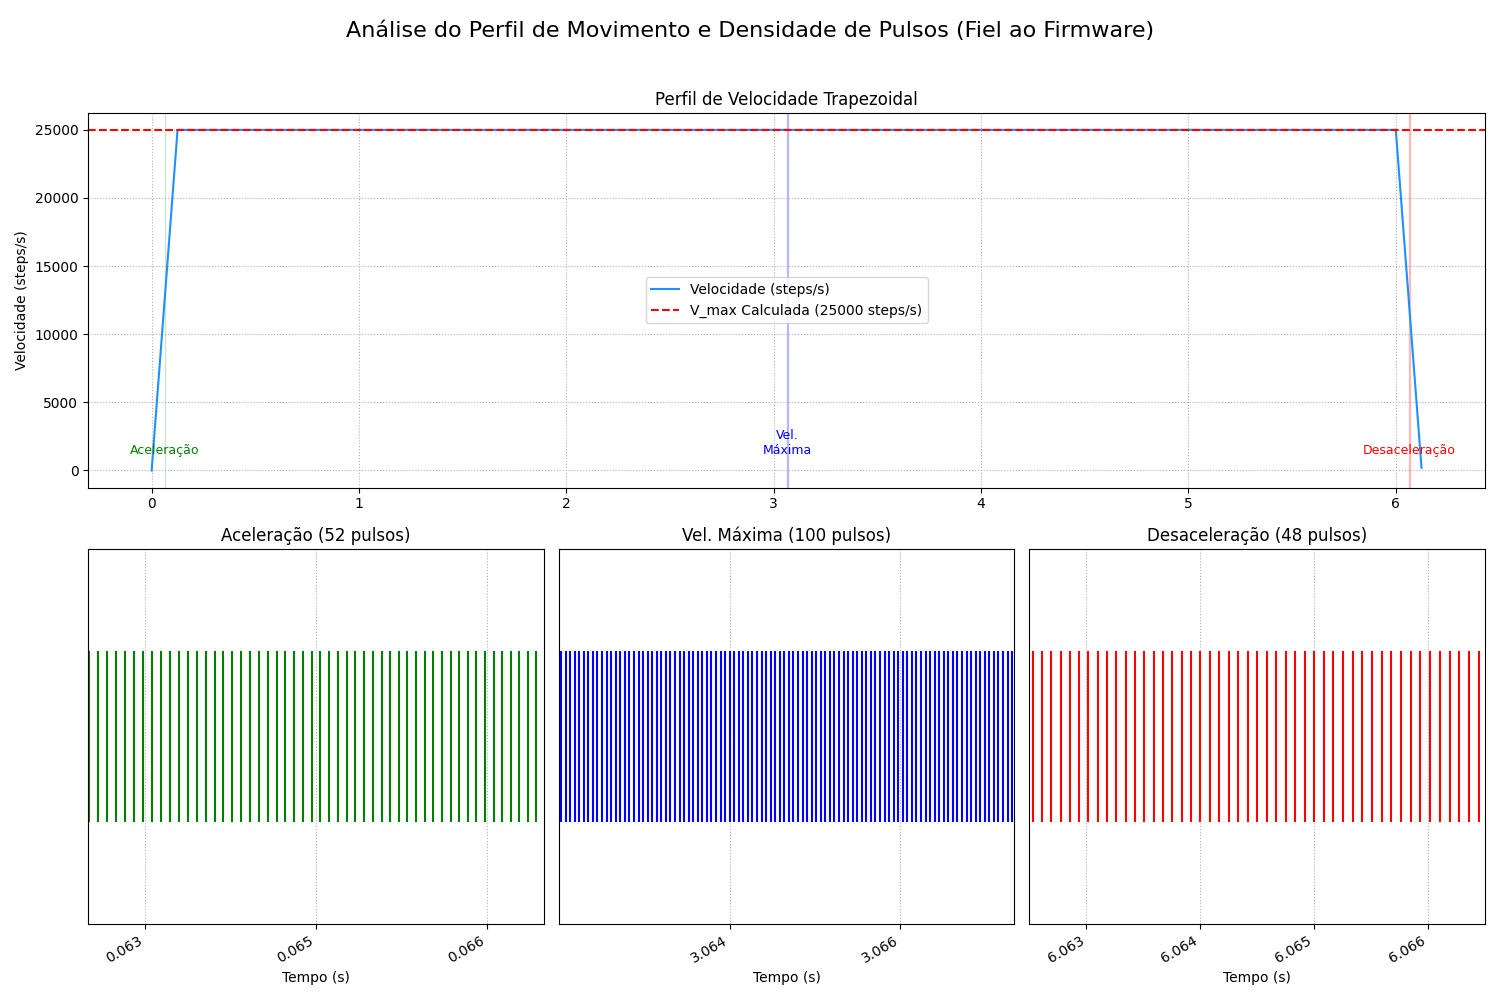 Análise do Perfil de Movimento e Densidade de Pulsos (Fiel ao Firmware)
Perfil de Velocidade Trapezoidal
Velocidade (steps/s)
25000
20000
15000
10000
5000
0
Velocidade (steps/s)
V_max Calculada (25000 steps/s)
Aceleração
Vel.
Máxima
Desaceleração
0 1 2 3 4 5 6
Aceleração (52 pulsos)
0.063 0.065 0.066
Tempo (s)
Vel. Máxima (100 pulsos)
3.064 3.066
Tempo (s)
Desaceleração (48 pulsos)
6.063 6.064 6.065 6.066
Tempo (s)